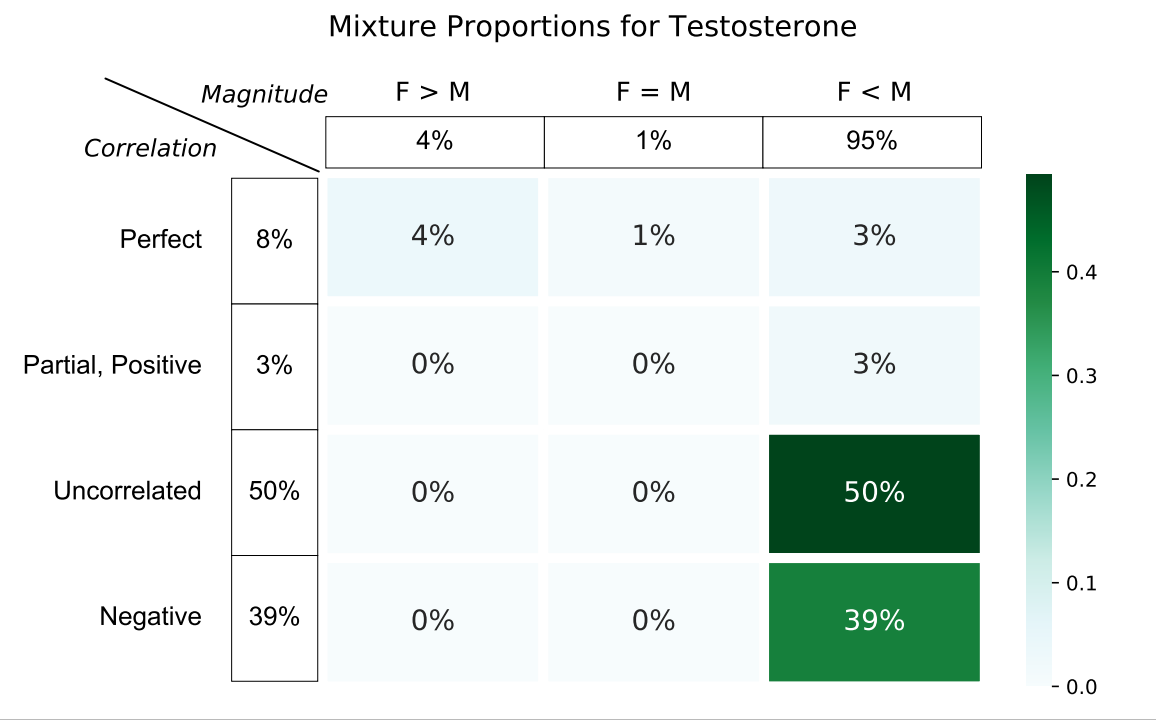 Mixture Proportions for Testosterone
Magnitude F > M F = M F < M
Correlation 4% 1% 95%
Perfect 8% 4% 1% 3%
Partial, Positive 3% 0% 0% 3%
Uncorrelated 50% 0% 0% 50%
Negative 39% 0% 0% 39%
0.4
0.3
0.2
0.1
0.0